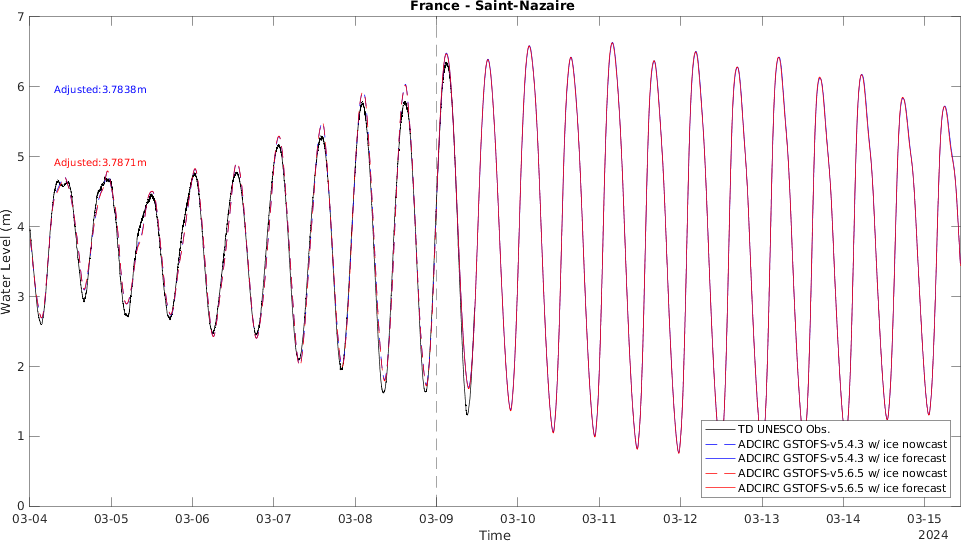 France - Saint-Nazaire
7
6
5
4
3
2
1
0
Water Level (m)
Adjusted:3.7838m
Adjusted:3.7871m
TD UNESCO Obs.
ADCIRC GSTOFS-v5.4.3 w/ ice nowcast
ADCIRC GSTOFS-v5.4.3 w/ ice forecast
ADCIRC GSTOFS-v5.6.5 w/ ice nowcast
ADCIRC GSTOFS-v5.6.5 w/ ice forecast
03-04 03-05 03-06 03-07 03-08 03-09 03-10 03-11 03-12 03-13 03-14 03-15
Time
2024